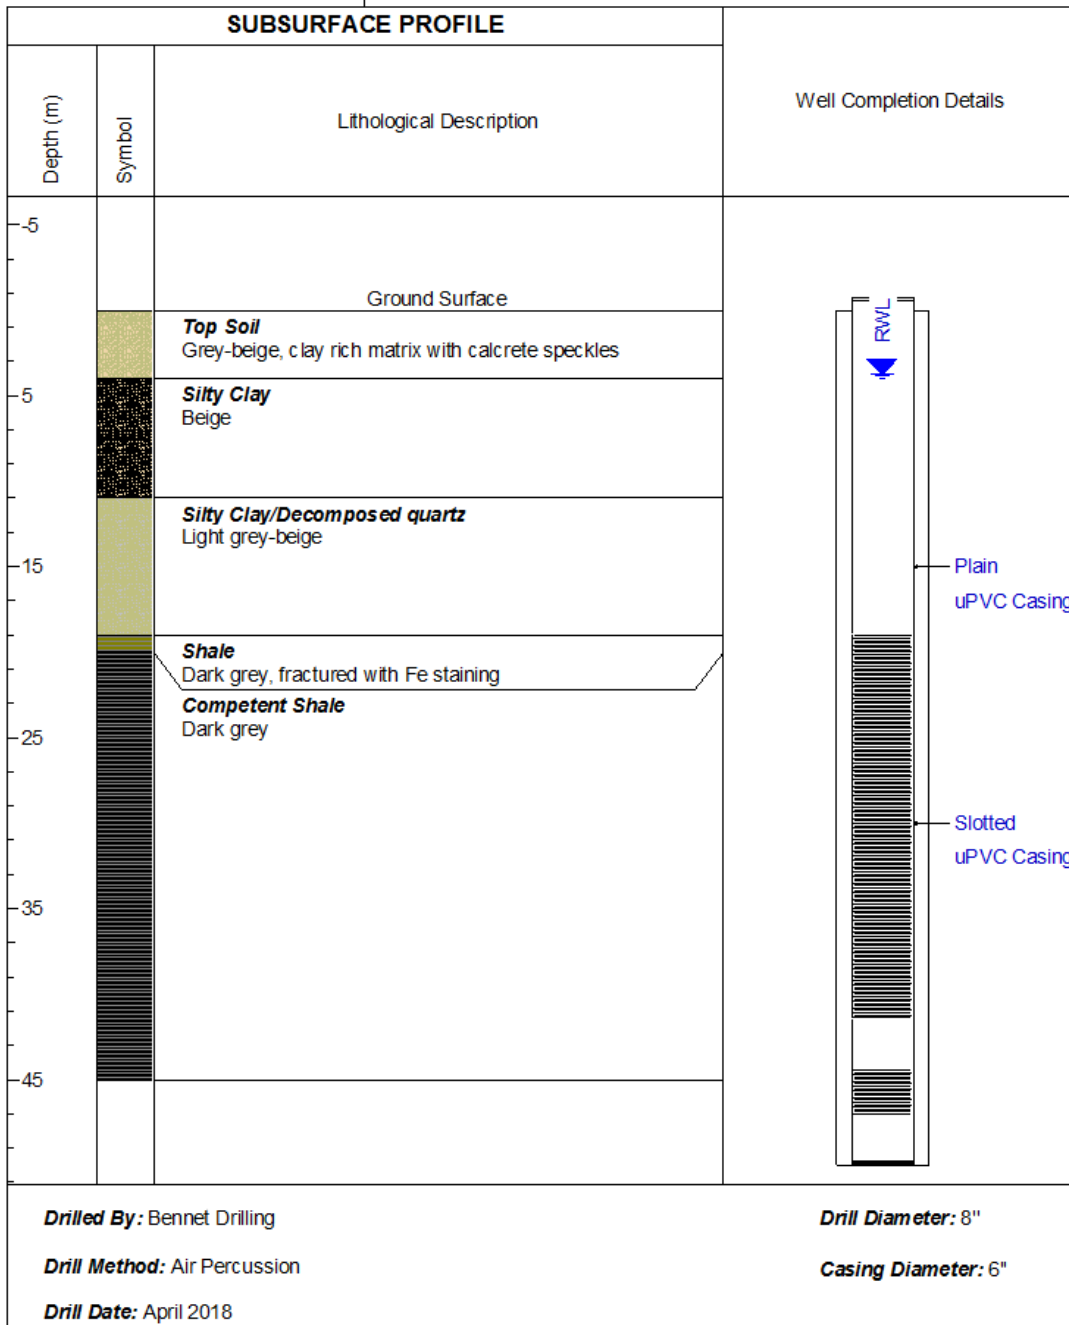 SUBSURFACE PROFILE
Depth (m)
Symbol
Lithological Description
Well Completion Details
-5
Ground Surface
RWL
Top Soil
Grey-beige, clay rich matrix with calcrete speckles
5
Silty Clay
Beige
Silty Clay/Decomposed quartz
Light grey-beige
15
Plain
uPVC Casing
Shale
Dark grey, fractured with Fe staining
Competent Shale
Dark grey
25
Slotted
uPVC Casing
35
45
Drilled By: Bennet Drilling
Drill Diameter: 8"
Drill Method: Air Percussion
Casing Diameter: 6"
Drill Date: April 2018